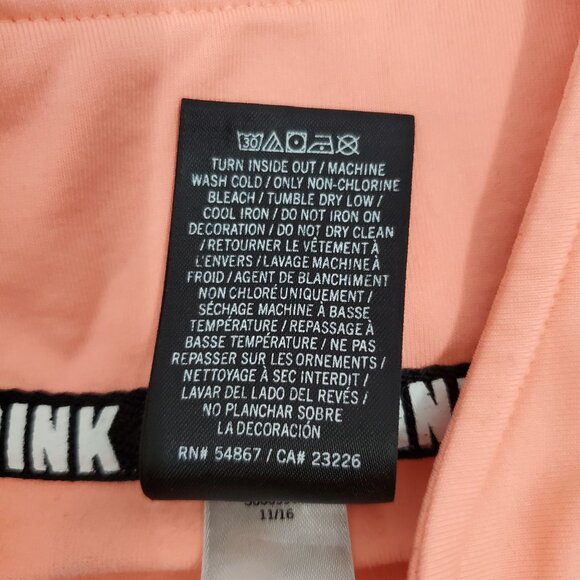 30
TURN INSIDE OUT / MACHINE
WASH COLD / ONLY NON-CHLORINE
BLEACH / TUMBLE DRY LOW /
COOL IRON / DO NOT IRON ON
DECORATION / DO NOT DRY CLEAN
/ RETOURNER LE VÊTEMENT À
L'ENVERS / LAVAGE MACHINE À
FROID / AGENT DE BLANCHIMENT
NON CHLORÉ UNIQUEMENT /
SÉCHAGE MACHINE À BASSE
TEMPÉRATURE / REPASSAGE À
BASSE TEMPÉRATURE / NE PAS
REPASSER SUR LES ORNEMENTS /
NETTOYAGE À SEC INTERDIT /
LAVAR DEL LADO DEL REVÉS /
NO PLANCHAR SOBRE
LA DECORACIÓN
RN# 54867 / CA# 23226
INK
IN
11/16